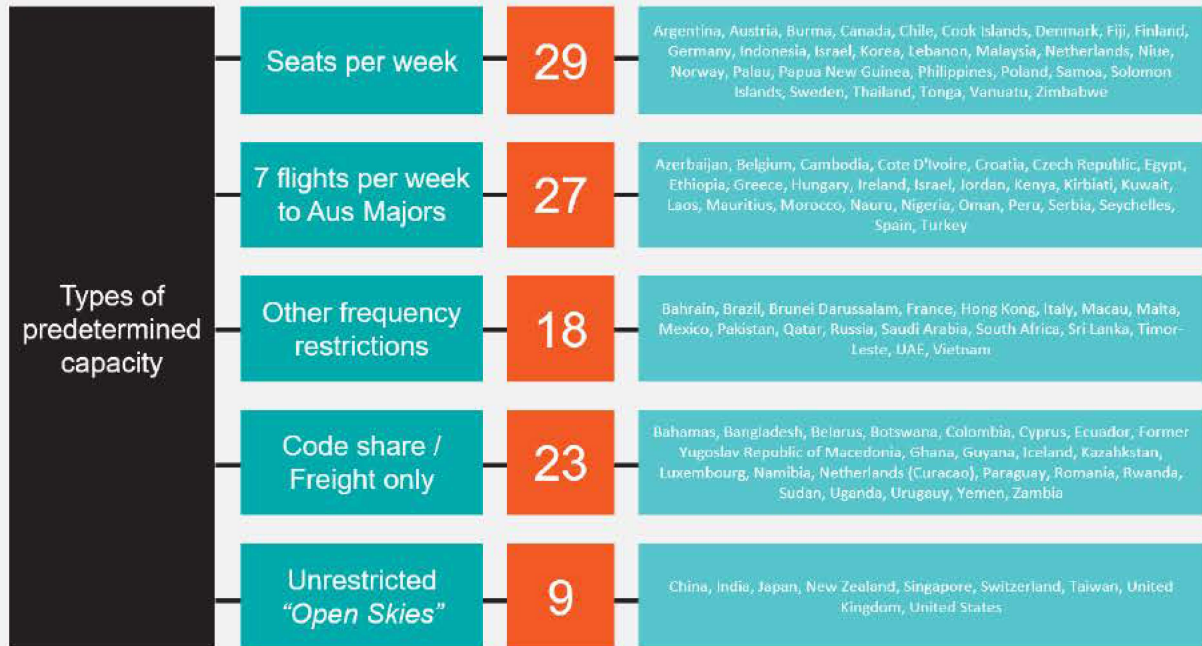 Types of
predetermined
capacity
Seats per week
29
Argentina, Austria, Burma, Canada, Chile, Cook Islands, Denmark, Fiji, Finland,
Germany, Indonesia, Israel, Korea, Lebanon, Malaysia, Netherlands, Niue,
Norway, Palau, Papua New Guinea, Philippines, Poland, Samoa, Solomon
Islands, Sweden, Thailand, Tonga, Vanuatu, Zimbabwe
7 flights per week
to Aus Majors
27
Azerbaijan, Belgium, Cambodia, Cote D'Ivoire, Croatia, Czech Republic, Egypt,
Ethiopia, Greece, Hungary, Ireland, Israel, Jordan, Kenya, Kirbiati, Kuwait,
Laos, Mauritius, Morocco, Nauru, Nigeria, Oman, Peru, Serbia, Seychelles,
Spain, Turkey
Other frequency
restrictions
18
Bahrain, Brazil, Brunei Darussalam, France, Hong Kong, Italy, Macau, Malta,
Mexico, Pakistan, Qatar, Russia, Saudi Arabia, South Africa, Sri Lanka, Timor-
Leste, UAE, Vietnam
Code share /
Freight only
23
Bahamas, Bangladesh, Belarus, Botswana, Colombia, Cyprus, Ecuador, Former
Yugoslav Republic of Macedonia, Ghana, Guyana, Iceland, Kazahkstan,
Luxembourg, Namibia, Netherlands (Curacao), Paraguay, Romania, Rwanda,
Sudan, Uganda, Urugauy, Yemen, Zambia
Unrestricted
"Open Skies"
9
China, India, Japan, New Zealand, Singapore, Switzerland, Taiwan, United
Kingdom, United States